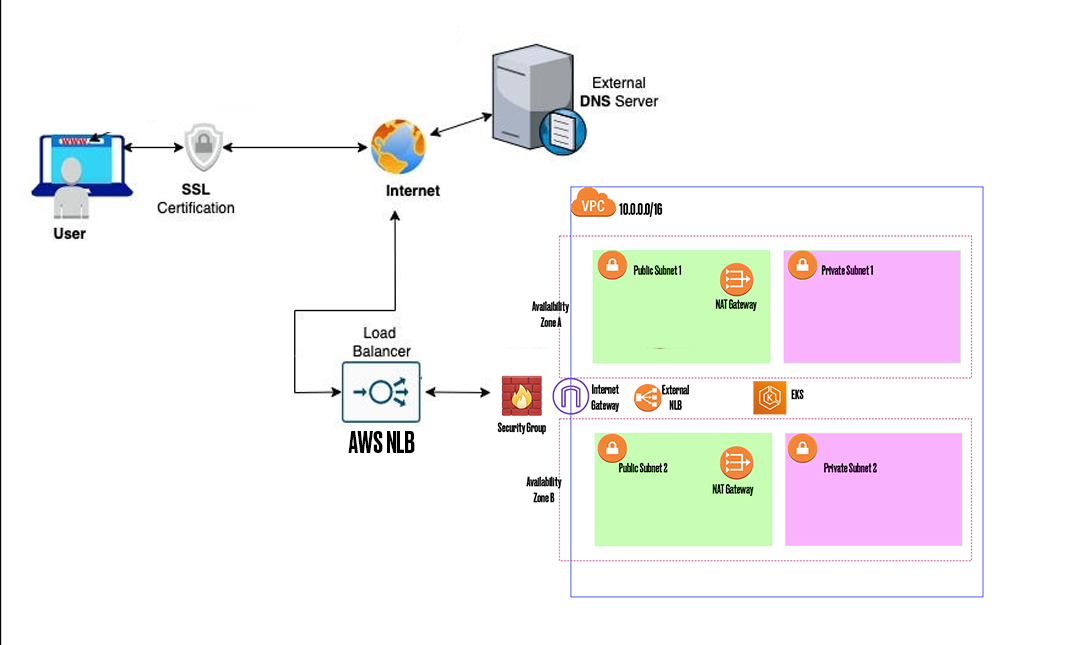 External
DNS Server
WWW
SSL
Certification
Internet
User
VPC
10.0.0.0/16
Public Subnet 1
Private Subnet 1
NAT Gateway
Availaibility
Zone A
Load
Balancer
AWS NLB
Security Group
Internet
Gateway
External
NLB
EKS
Public Subnet 2
Private Subnet 2
NAT Gateway
Availability
Zone B